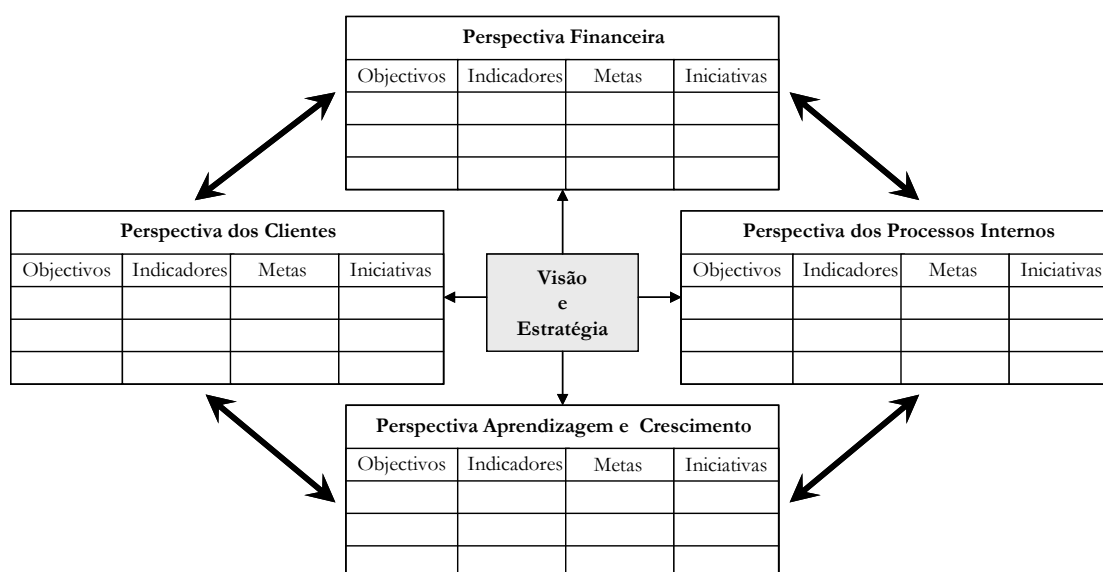 Perspectiva Financeira
Objectivos Indicadores Metas Iniciativas
Perspectiva dos Clientes
Objectivos Indicadores Metas Iniciativas
Visão
e
Estratégia
Perspectiva dos Processos Internos
Objectivos Indicadores Metas Iniciativas
Perspectiva Aprendizagem e Crescimento
Objectivos Indicadores Metas Iniciativas